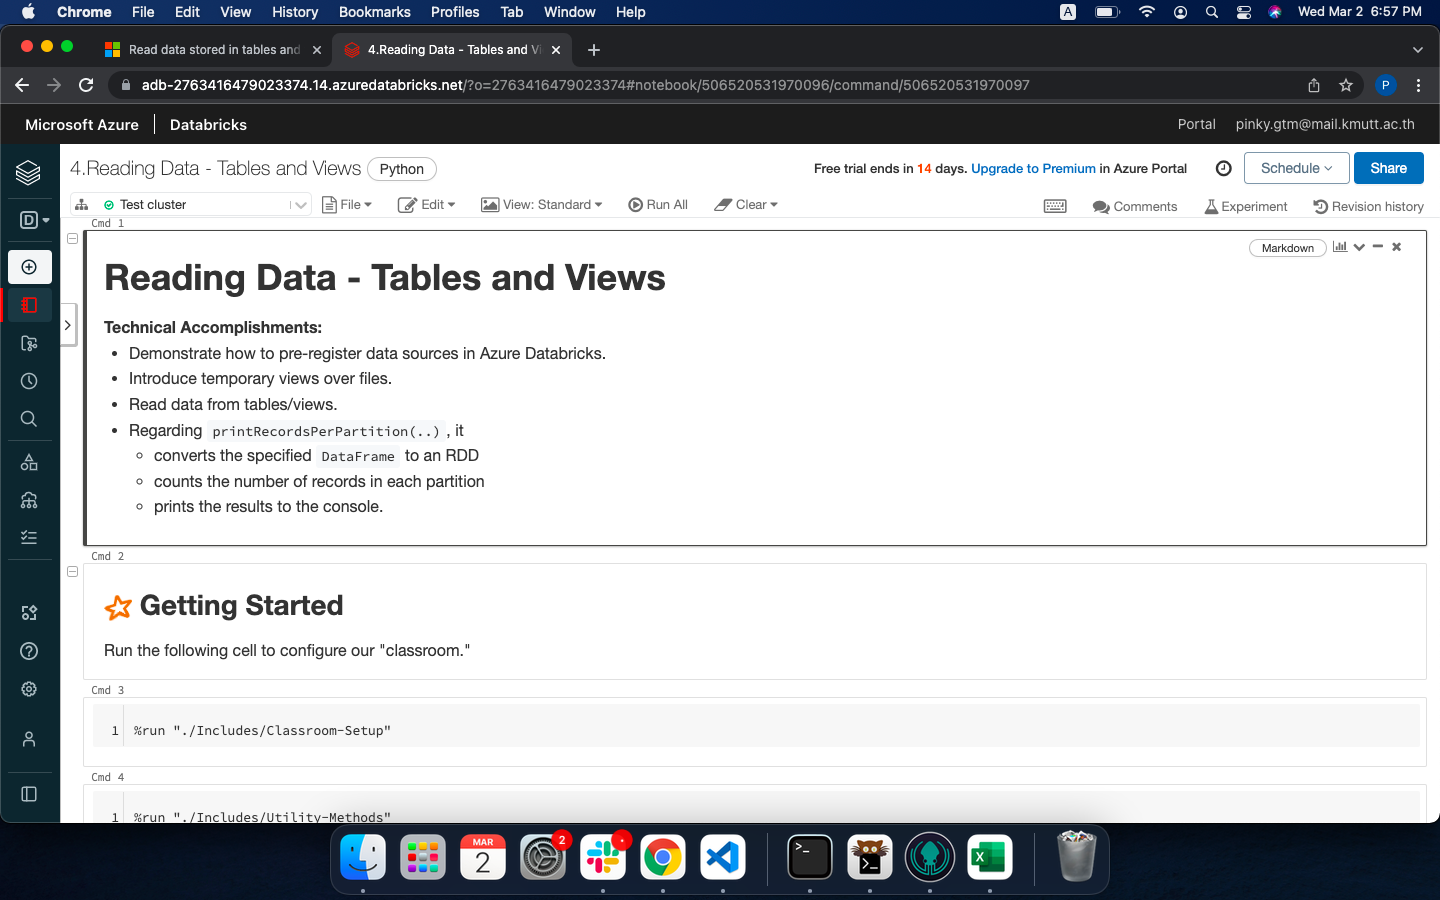 Chrome File Edit View History Bookmarks Profiles Tab Window Help A Wed Mar 2 6:57 PM
Read data stored in tables and 4.Reading Data - Tables and Vi
adb-2763416479023374.14.azuredatabricks.net/?o=2763416479023374#notebook/506520531970096/command/506520531970097 P
Microsoft Azure Databricks Portal pinky.gtm@mail.kmutt.ac.th
4.Reading Data - Tables and Views Python Free trial ends in 14 days. Upgrade to Premium in Azure Portal Schedule Share
D Test cluster File Edit View: Standard Run All Clear Comments Experiment Revision history
Cmd 1
Markdown
Reading Data - Tables and Views
Technical Accomplishments:
• Demonstrate how to pre-register data sources in Azure Databricks.
• Introduce temporary views over files.
• Read data from tables/views.
• Regarding printRecordsPerPartition(..) , it
◦ converts the specified DataFrame to an RDD
◦ counts the number of records in each partition
◦ prints the results to the console.
Cmd 2
Getting Started
Run the following cell to configure our "classroom."
Cmd 3
1 %run "./Includes/Classroom-Setup"
Cmd 4
1 %run "./Includes/Utility-Methods"
MAR
2
2